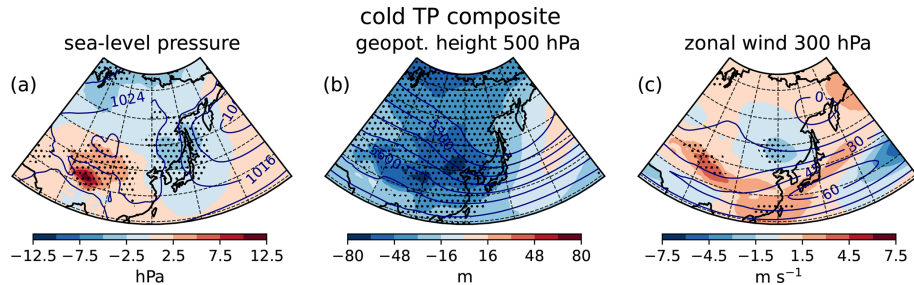 cold TP composite
sea-level pressure
geopot. height 500 hPa
zonal wind 300 hPa
(a)
(b)
(c)
1024
1016
0
30
60
−12.5 −7.5 −2.5 2.5 7.5 12.5
hPa
−80 −48 −16 16 48 80
m
−7.5 −4.5 −1.5 1.5 4.5 7.5
m s⁻¹